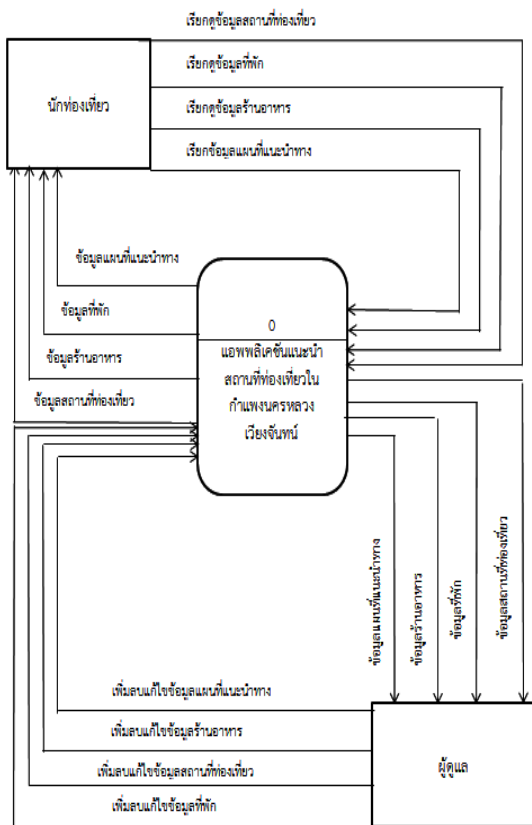 เรียกดูข้อมูลสถานที่ท่องเที่ยว
เรียกดูข้อมูลที่พัก
นักท่องเที่ยว
เรียกดูข้อมูลร้านอาหาร
เรียกข้อมูลแผนที่แนะนำทาง
ข้อมูลแผนที่แนะนำทาง
ข้อมูลที่พัก
ข้อมูลร้านอาหาร
ข้อมูลสถานที่ท่องเที่ยว
0
แอพพลิเคชันแนะนำ
สถานที่ท่องเที่ยวใน
กำแพงนครหลวง
เวียงจันทน์
ข้อมูลแผนที่แนะนำทาง
ข้อมูลร้านอาหาร
ข้อมูลที่พัก
ข้อมูลสถานที่ท่องเที่ยว
เพิ่มลบแก้ไขข้อมูลแผนที่แนะนำทาง
เพิ่มลบแก้ไขข้อมูลร้านอาหาร
เพิ่มลบแก้ไขข้อมูลสถานที่ท่องเที่ยว
เพิ่มลบแก้ไขข้อมูลที่พัก
ผู้ดูแล